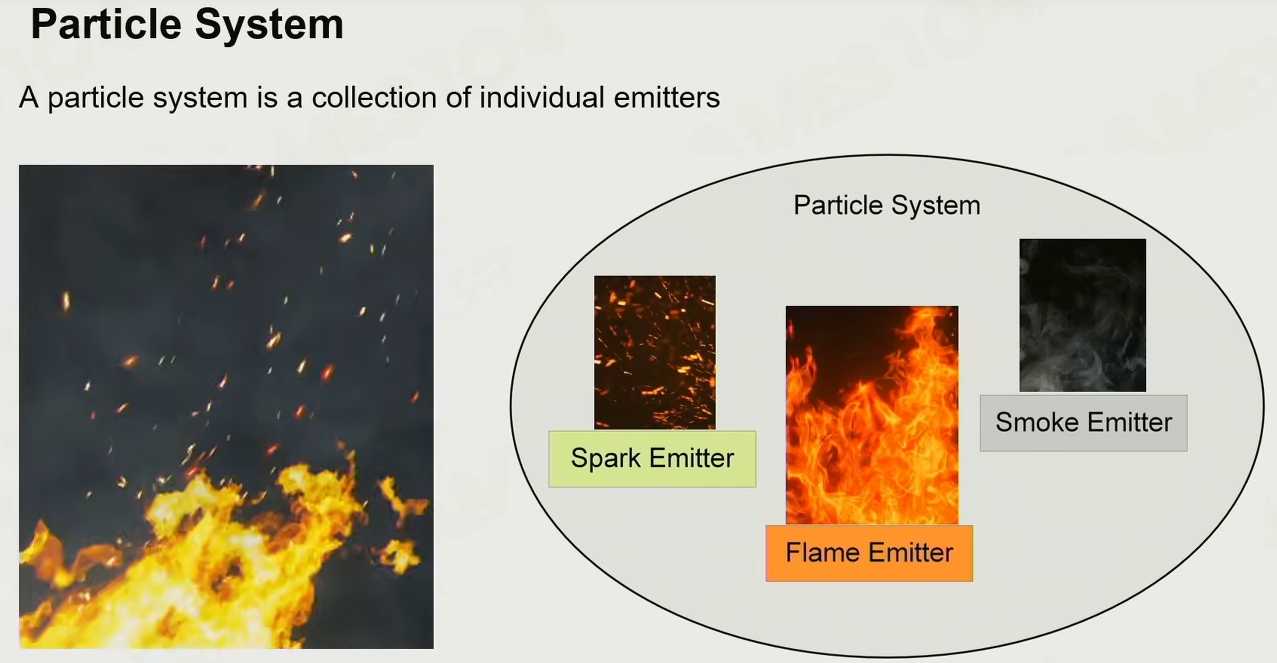 Particle System
A particle system is a collection of individual emitters
Particle System
Spark Emitter
Flame Emitter
Smoke Emitter